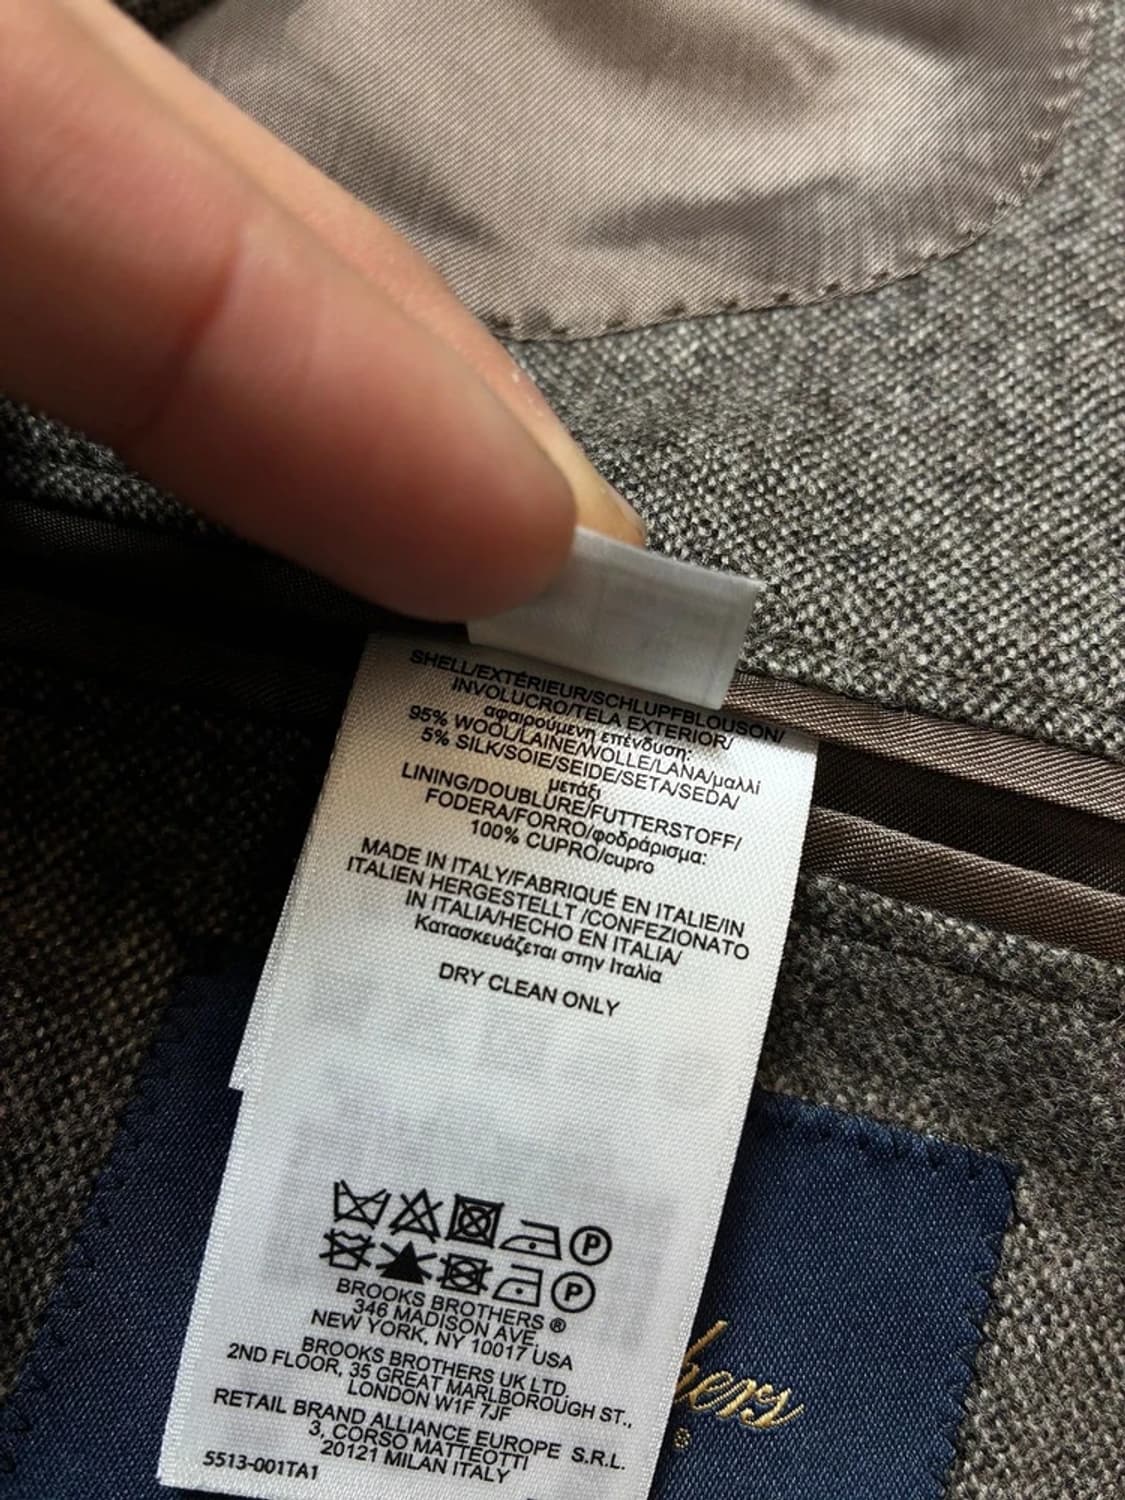 SHELL/EXTÉRIEUR/SCHLUPFBLOUSON/
INVOLUCRO/TELA EXTERIOR/
αφαιρούμενη επένδυση:
95% WOOL/LAINE/WOLLE/LANA/μαλλί
5% SILK/SOIE/SEIDE/SETA/SEDA/
μετάξι
LINING/DOUBLURE/FUTTERSTOFF/
FODERA/FORRO/φοδράρισμα:
100% CUPRO/cupro
MADE IN ITALY/FABRIQUÉ EN ITALIE/IN
ITALIEN HERGESTELLT /CONFEZIONATO
IN ITALIA/HECHO EN ITALIA/
Κατασκευάζεται στην Ιταλία
DRY CLEAN ONLY
P
P
BROOKS BROTHERS ®
346 MADISON AVE.
NEW YORK, NY 10017 USA
BROOKS BROTHERS UK LTD.
2ND FLOOR, 35 GREAT MARLBOROUGH ST.,
LONDON W1F 7JF
RETAIL BRAND ALLIANCE EUROPE S.R.L.
3, CORSO MATTEOTTI
20121 MILAN ITALY
5513-001TA1
hers
®